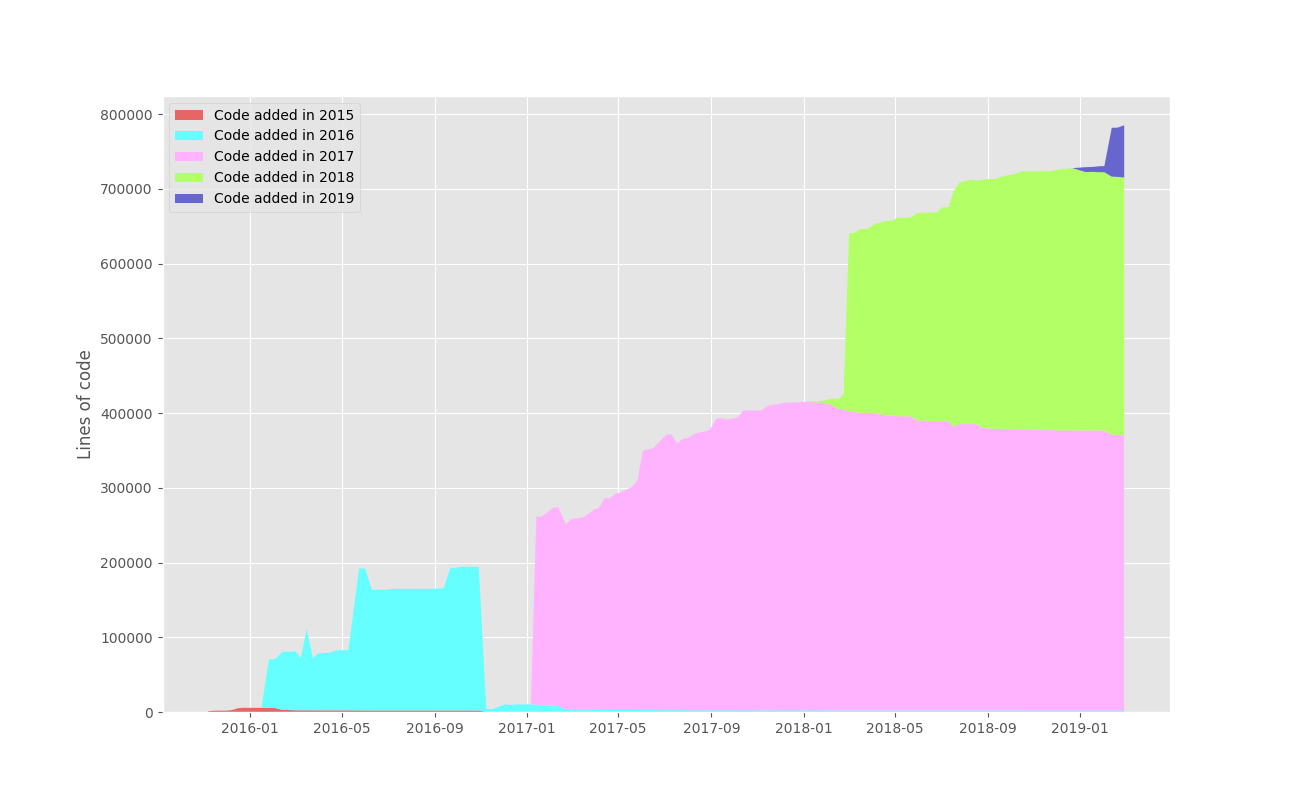 Code added in 2015
Code added in 2016
Code added in 2017
Code added in 2018
Code added in 2019
Lines of code
800000
700000
600000
500000
400000
300000
200000
100000
0
2016-01 2016-05 2016-09 2017-01 2017-05 2017-09 2018-01 2018-05 2018-09 2019-01